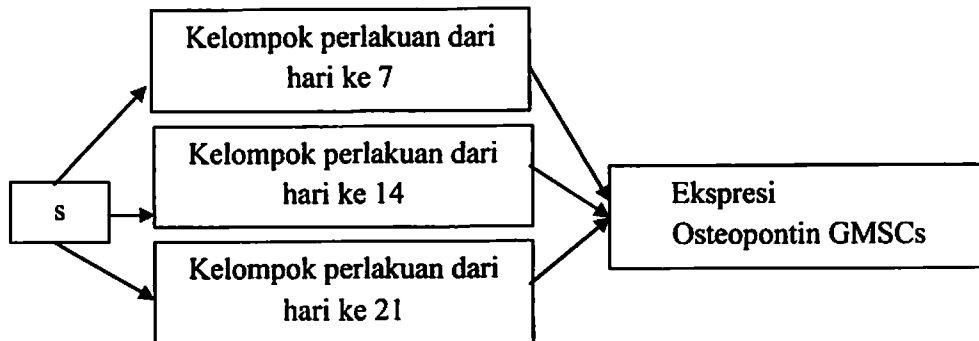 Kelompok perlakuan dari
hari ke 7
Kelompok perlakuan dari
hari ke 14
s
Ekspresi
Osteopontin GMSCs
Kelompok perlakuan dari
hari ke 21